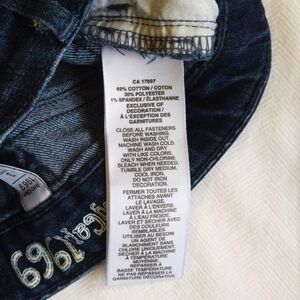 CA 17897
69% COTTON / COTON
30% POLYESTER
1% SPANDEX / ÉLASTHANNE
EXCLUSIVE OF
DECORATION /
À L'EXCEPTION DES
GARNITURES
CLOSE ALL FASTENERS
BEFORE WASHING.
WASH INSIDE OUT.
MACHINE WASH COLD.
WASH AND DRY
WITH LIKE COLORS.
ONLY NON-CHLORINE
BLEACH WHEN NEEDED.
TUMBLE DRY MEDIUM.
COOL IRON.
DO NOT IRON
DECORATION.
FERMER TOUTES LES
ATTACHES AVANT
LE LAVAGE.
LAVER À L'ENVERS.
LAVER À LA MACHINE
À L'EAU FROIDE.
LAVER ET SÉCHER
AVEC DES COULEURS
SEMBLABLES.
UTILISER AU BESOIN
UN AGENT DE
BLANCHIMENT SANS
CHLORE UNIQUEMENT.
SÉCHER À LA MACHINE
À TEMPÉRATURE
MOYENNE.
REPASSER À
BASSE TEMPÉRATURE
NE PAS REPASSER LA
GARNITURE DÉCORATIVE